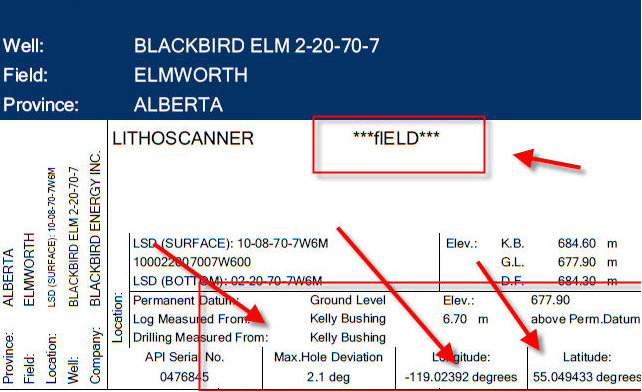 Well: BLACKBIRD ELM 2-20-70-7
Field: ELMWORTH
Province: ALBERTA
LITHOSCANNER ***fIELD***
Province: ALBERTA
Field: ELMWORTH
Location: LSD (SURFACE): 10-08-70-7W6M
Well: BLACKBIRD ELM 2-20-70-7
Company: BLACKBIRD ENERGY INC.
Location:
LSD (SURFACE): 10-08-70-7W6M Elev.: K.B. 684.60 m
100022007007W600 G.L. 677.90 m
LSD (BOTTOM): 02-20-70-7W6M D.F. 684.30 m
Permanent Datum: Ground Level Elev.: 677.90
Log Measured From: Kelly Bushing 6.70 m above Perm.Datum
Drilling Measured From: Kelly Bushing
API Serial No. Max.Hole Deviation Longitude: Latitude:
0476845 2.1 deg -119.02392 degrees 55.049433 degrees